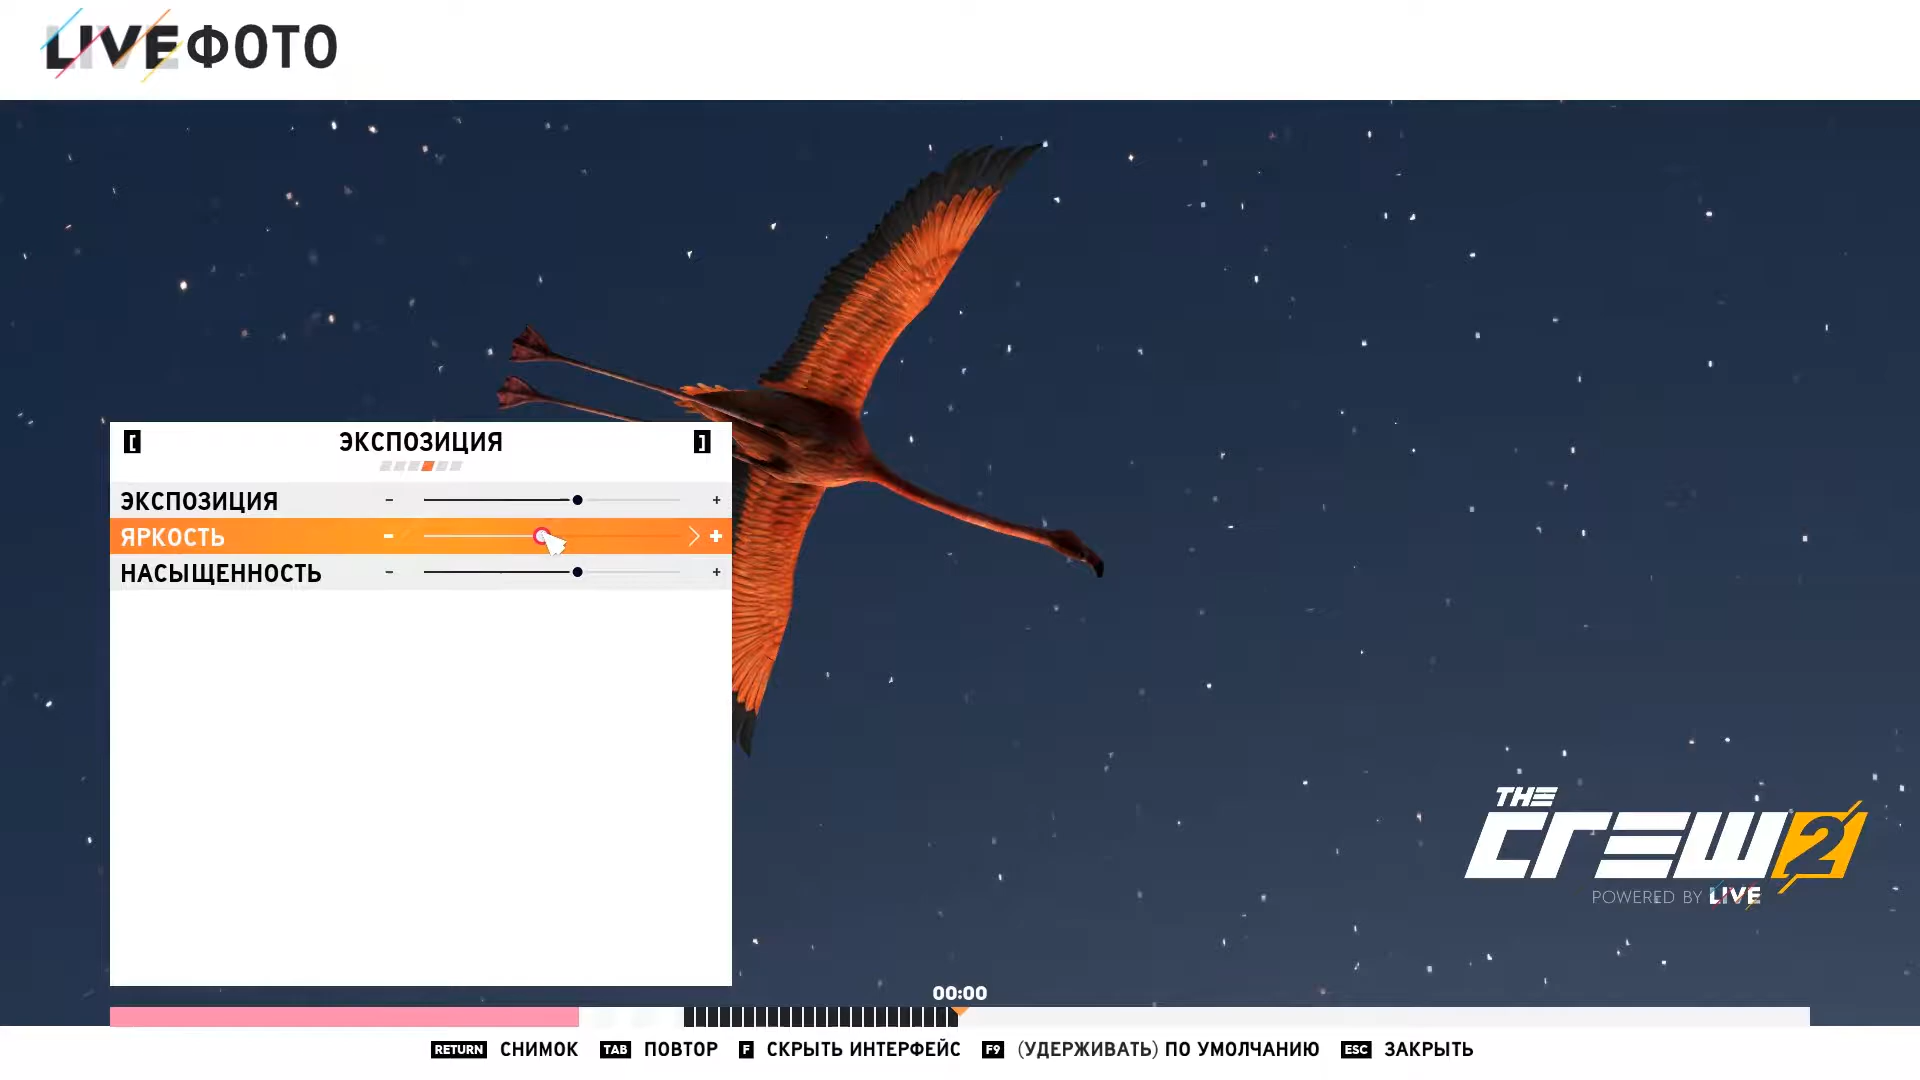 LIVEФОТО
[ ЭКСПОЗИЦИЯ ]
ЭКСПОЗИЦИЯ - +
ЯРКОСТЬ - +
НАСЫЩЕННОСТЬ - +
THE
CREW2
POWERED BY LIVE
00:00
RETURN СНИМОК TAB ПОВТОР F СКРЫТЬ ИНТЕРФЕЙС F9 (УДЕРЖИВАТЬ) ПО УМОЛЧАНИЮ ESC ЗАКРЫТЬ